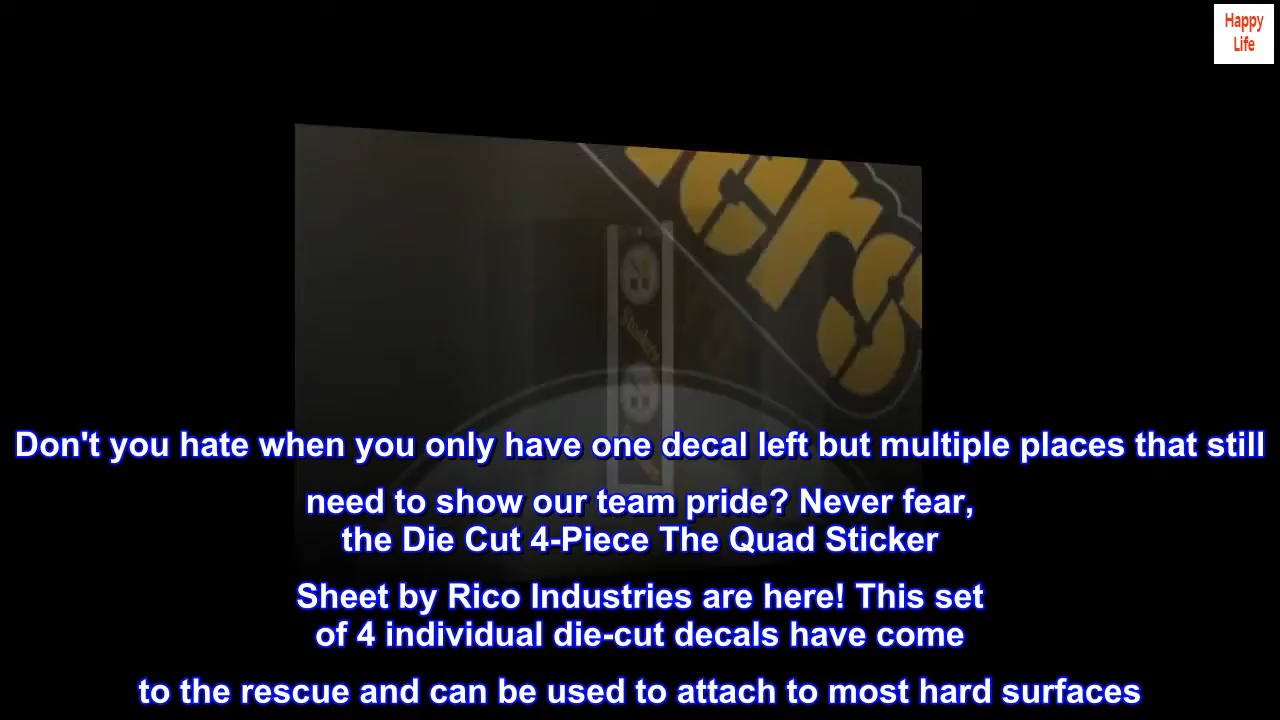 Happy
Life
ers
Steelers
Don't you hate when you only have one decal left but multiple places that still
need to show our team pride? Never fear,
the Die Cut 4-Piece The Quad Sticker
Sheet by Rico Industries are here! This set
of 4 individual die-cut decals have come
to the rescue and can be used to attach to most hard surfaces